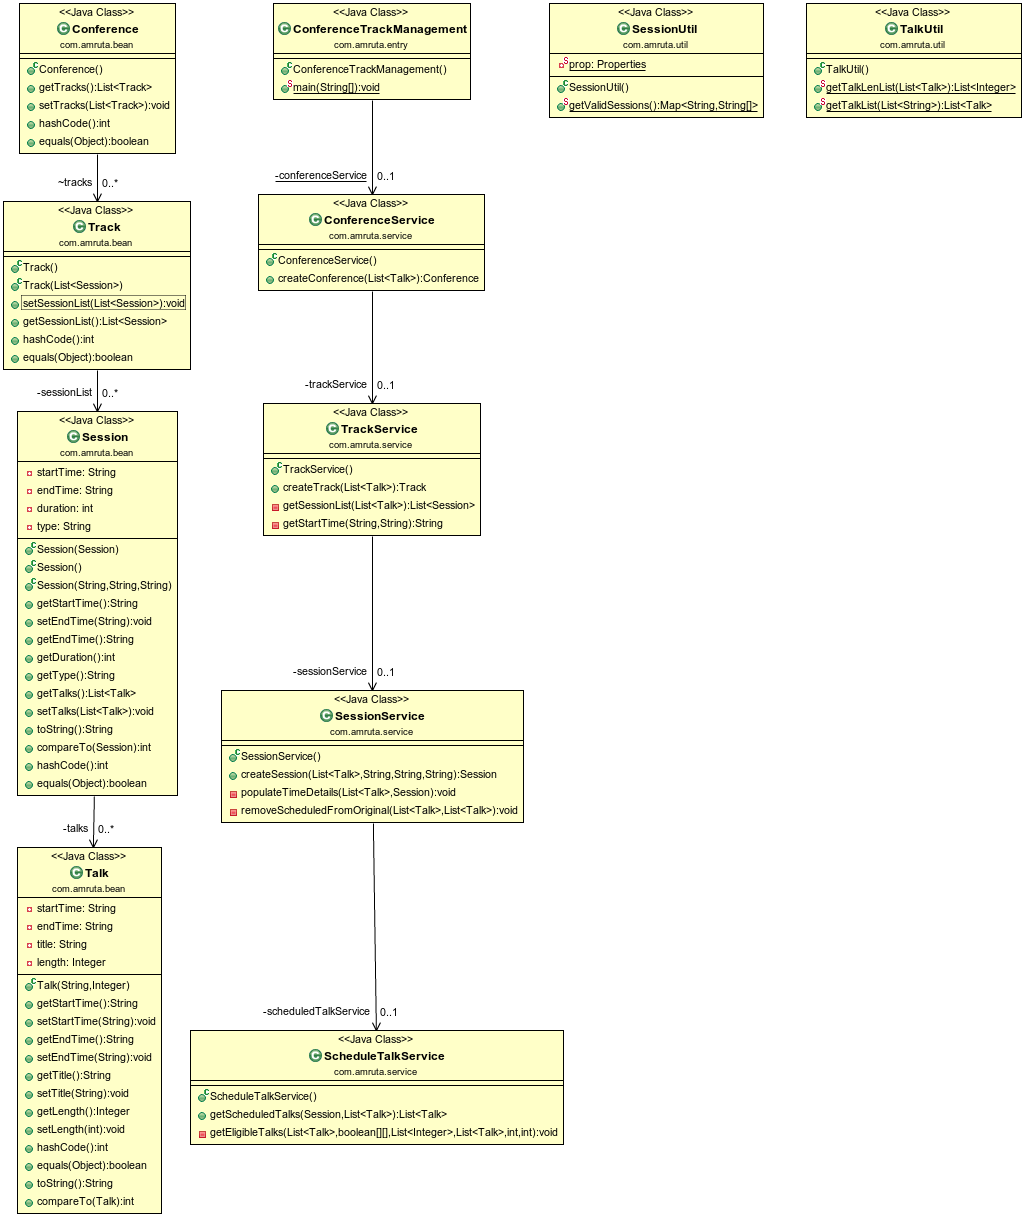 <<Java Class>>
Conference
com.amruta.bean
Conference()
getTracks():List<Track>
setTracks(List<Track>):void
hashCode():int
equals(Object):boolean
~tracks 0..*
<<Java Class>>
Track
com.amruta.bean
Track()
Track(List<Session>)
setSessionList(List<Session>):void
getSessionList():List<Session>
hashCode():int
equals(Object):boolean
-sessionList 0..*
<<Java Class>>
Session
com.amruta.bean
startTime: String
endTime: String
duration: int
type: String
Session(Session)
Session()
Session(String,String,String)
getStartTime():String
setEndTime(String):void
getEndTime():String
getDuration():int
getType():String
getTalks():List<Talk>
setTalks(List<Talk>):void
toString():String
compareTo(Session):int
hashCode():int
equals(Object):boolean
-talks 0..*
<<Java Class>>
Talk
com.amruta.bean
startTime: String
endTime: String
title: String
length: Integer
Talk(String,Integer)
getStartTime():String
setStartTime(String):void
getEndTime():String
setEndTime(String):void
getTitle():String
setTitle(String):void
getLength():Integer
setLength(int):void
hashCode():int
equals(Object):boolean
toString():String
compareTo(Talk):int
<<Java Class>>
ConferenceTrackManagement
com.amruta.entry
ConferenceTrackManagement()
main(String[]):void
-conferenceService 0..1
<<Java Class>>
ConferenceService
com.amruta.service
ConferenceService()
createConference(List<Talk>):Conference
-trackService 0..1
<<Java Class>>
TrackService
com.amruta.service
TrackService()
createTrack(List<Talk>):Track
getSessionList(List<Talk>):List<Session>
getStartTime(String,String):String
-sessionService 0..1
<<Java Class>>
SessionService
com.amruta.service
SessionService()
createSession(List<Talk>,String,String,String):Session
populateTimeDetails(List<Talk>,Session):void
removeScheduledFromOriginal(List<Talk>,List<Talk>):void
-scheduledTalkService 0..1
<<Java Class>>
ScheduleTalkService
com.amruta.service
ScheduleTalkService()
getScheduledTalks(Session,List<Talk>):List<Talk>
getEligibleTalks(List<Talk>,boolean[][],List<Integer>,List<Talk>,int,int):void
<<Java Class>>
SessionUtil
com.amruta.util
prop: Properties
SessionUtil()
getValidSessions():Map<String,String[]>
<<Java Class>>
TalkUtil
com.amruta.util
TalkUtil()
getTalkLenList(List<Talk>):List<Integer>
getTalkList(List<String>):List<Talk>